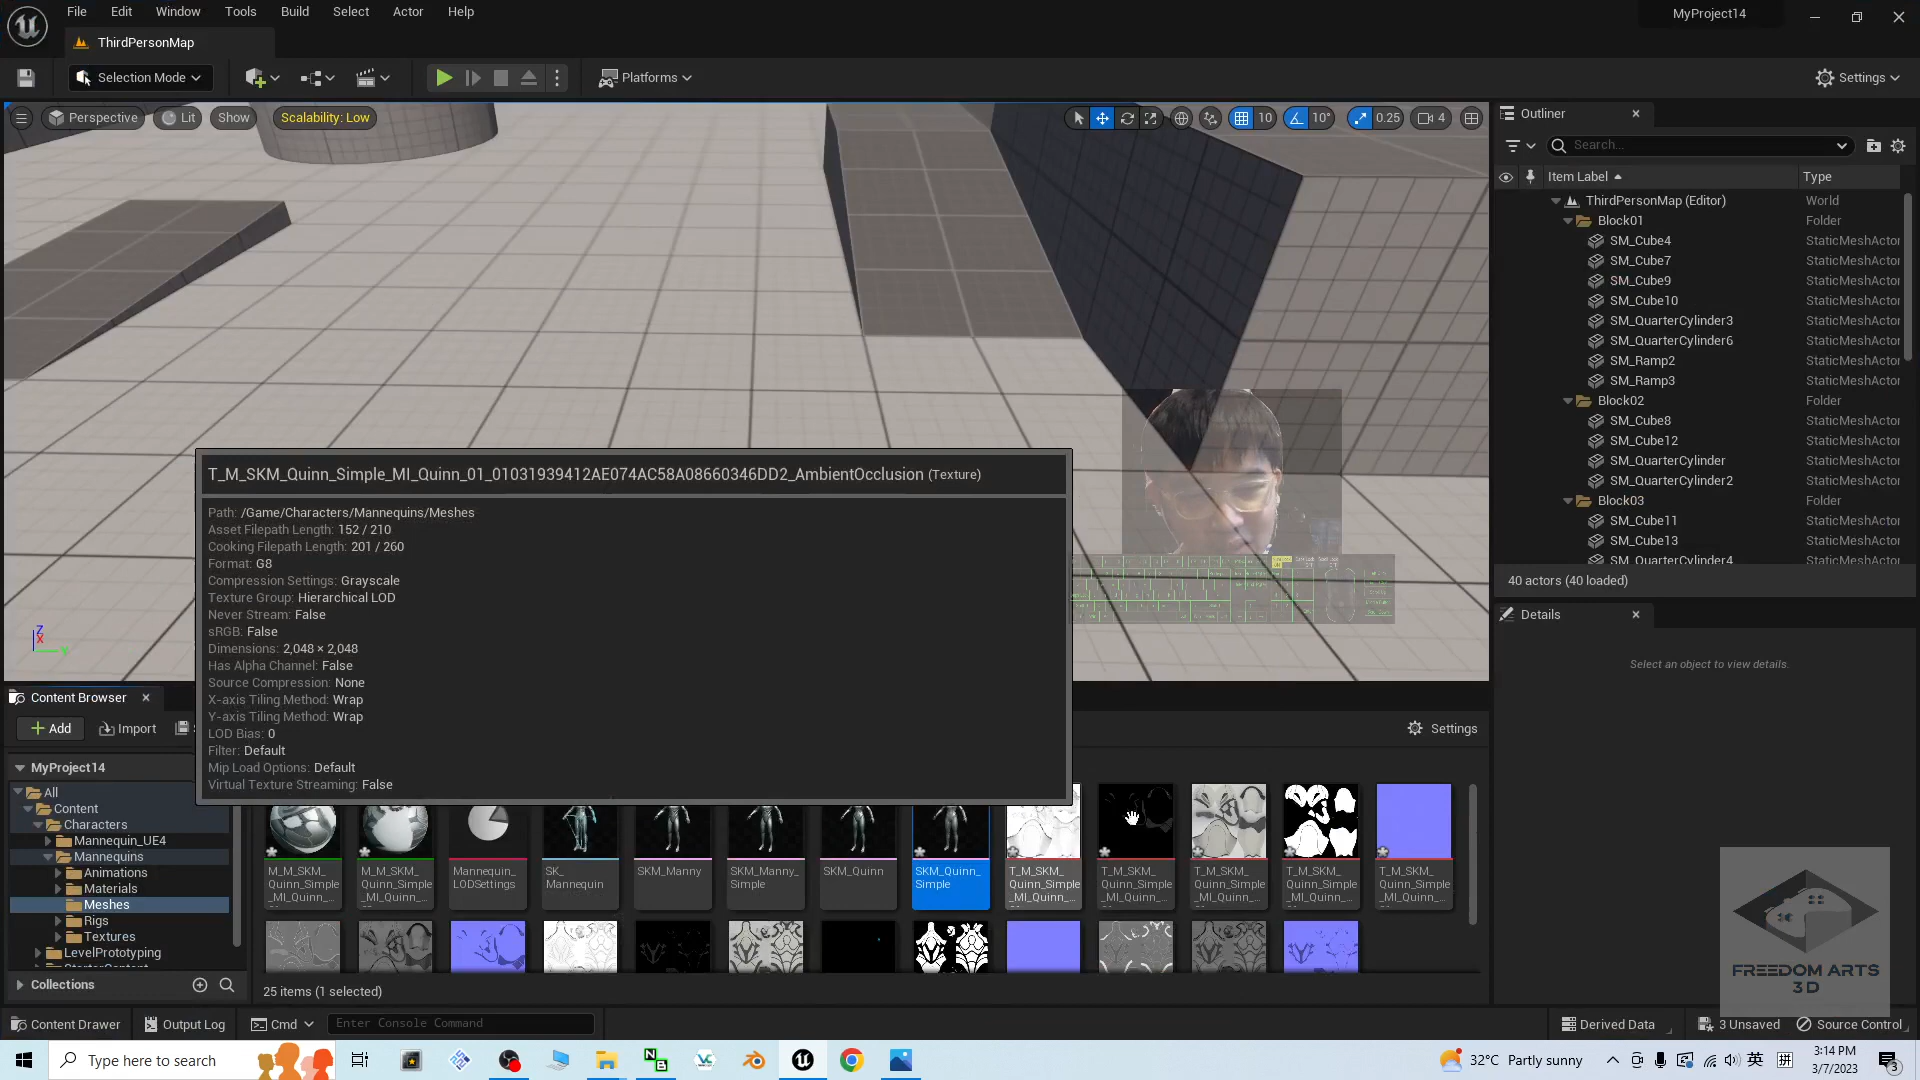 File
Edit
Window
Tools
Build
Select
Actor
Help
MyProject14
ThirdPersonMap
Selection Mode
Platforms
Settings
Perspective
Lit
Show
Scalability: Low
10
10°
0.25
4
Outliner
Search...
Item Label
Type
ThirdPersonMap (Editor)
World
Block01
Folder
SM_Cube4
StaticMeshActor
SM_Cube7
StaticMeshActor
SM_Cube9
StaticMeshActor
SM_Cube10
StaticMeshActor
SM_QuarterCylinder3
StaticMeshActor
SM_QuarterCylinder6
StaticMeshActor
SM_Ramp2
StaticMeshActor
SM_Ramp3
StaticMeshActor
Block02
Folder
SM_Cube8
StaticMeshActor
SM_Cube12
StaticMeshActor
SM_QuarterCylinder
StaticMeshActor
SM_QuarterCylinder2
StaticMeshActor
Block03
Folder
SM_Cube11
StaticMeshActor
SM_Cube13
StaticMeshActor
SM_QuarterCylinder4
StaticMeshActor
40 actors (40 loaded)
Details
Select an object to view details.
T_M_SKM_Quinn_Simple_MI_Quinn_01_01031939412AE074AC58A08660346DD2_AmbientOcclusion (Texture)
Path: /Game/Characters/Mannequins/Meshes
Asset Filepath Length: 152 / 210
Cooking Filepath Length: 201 / 260
Format: G8
Compression Settings: Grayscale
Texture Group: Hierarchical LOD
Never Stream: False
sRGB: False
Dimensions: 2,048 × 2,048
Has Alpha Channel: False
Source Compression: None
X-axis Tiling Method: Wrap
Y-axis Tiling Method: Wrap
LOD Bias: 0
Filter: Default
Mip Load Options: Default
Virtual Texture Streaming: False
Content Browser
Add
Import
Settings
MyProject14
All
Content
Characters
Mannequin_UE4
Mannequins
Animations
Materials
Meshes
Rigs
Textures
LevelPrototyping
Collections
M_M_SKM_
Quinn_Simple
_MI_Quinn_
M_M_SKM_
Quinn_Simple
_MI_Quinn_
Mannequin_
LODSettings
SK_
Mannequin
SKM_Manny
SKM_Manny_
Simple
SKM_Quinn
SKM_Quinn_
Simple
T_M_SKM_
Quinn_Simple
_MI_Quinn_
T_M_SKM_
Quinn_Simple
_MI_Quinn_
T_M_SKM_
Quinn_Simple
_MI_Quinn_
T_M_SKM_
Quinn_Simple
_MI_Quinn_
T_M_SKM_
Quinn_Simple
_MI_Quinn_
25 items (1 selected)
FREEDOM ARTS
3D
Content Drawer
Output Log
Cmd
Enter Console Command
Derived Data
3 Unsaved
Source Control
Type here to search
32°C Partly sunny
英
拼
3:14 PM
3/7/2023
3